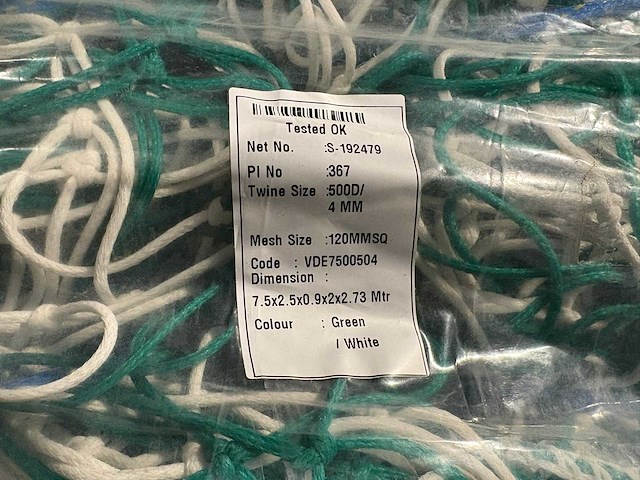 Tested OK
Net No. :S-192479
PI No :367
Twine Size :500D/
4 MM
Mesh Size :120MMSQ
Code : VDE7500504
Dimension :
7.5x2.5x0.9x2x2.73 Mtr
Colour : Green
/ White